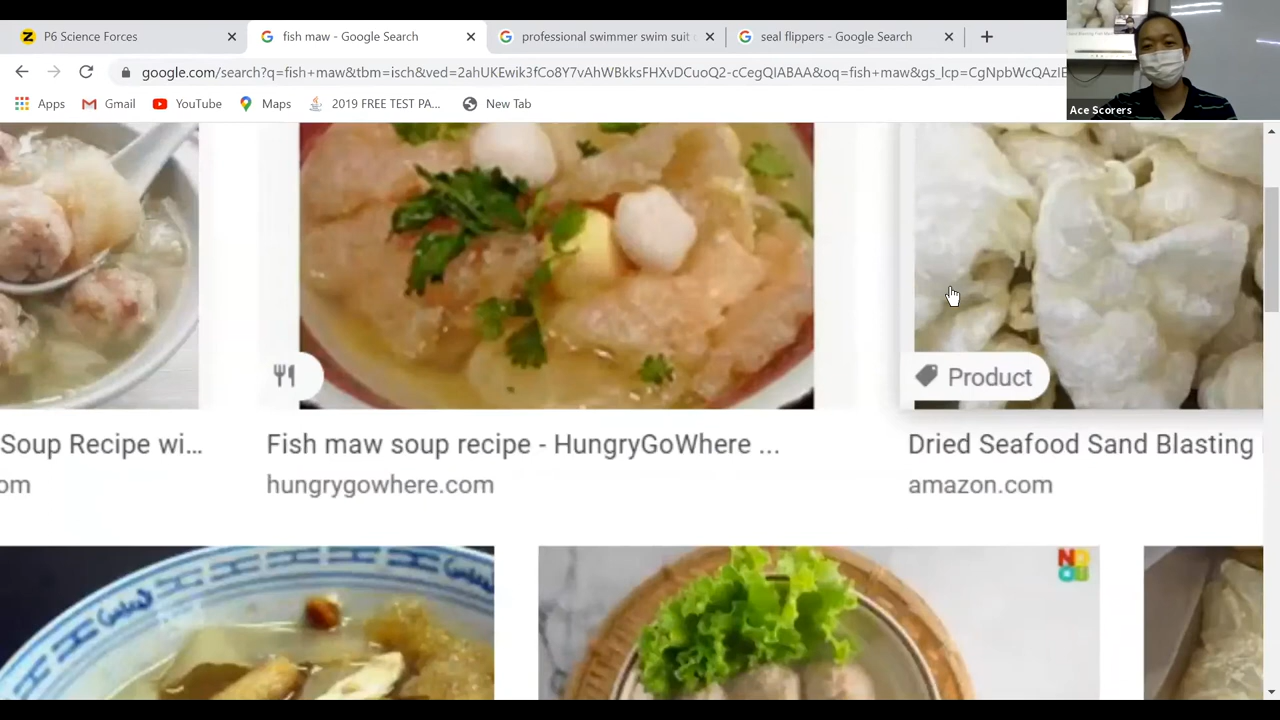 P6 Science Forces
fish maw - Google Search
professional swimmer swim suit
seal flippers - Google Search
google.com/search?q=fish+maw&tbm=isch&ved=2ahUKEwik3fCo8Y7vAhWBkksFHXvDCuoQ2-cCegQIABAA&oq=fish+maw&gs_lcp=CgNpbWcQAzIE
Apps
Gmail
YouTube
Maps
2019 FREE TEST PA...
New Tab
Ace Scorers
Product
Soup Recipe wi...
om
Fish maw soup recipe - HungryGoWhere ...
hungrygowhere.com
Dried Seafood Sand Blasting
amazon.com